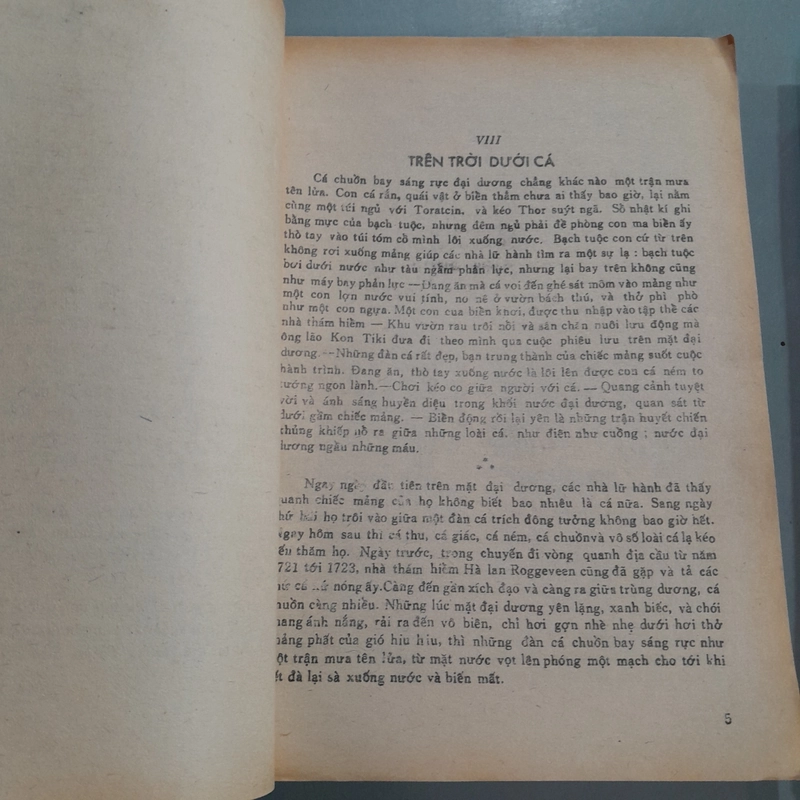 VIII
TRÊN TRỜI DƯỚI CÁ
Cá chuồn bay sáng rực đại dương chẳng khác nào một trận mưa
tên lửa. Con cá rắn, quái vật ở biển thẳm chưa ai thấy bao giờ, lại nằm
cùng một túi ngủ với Toratcin. và kéo Thor suýt ngã. Sổ nhật kí ghi
bằng mực của bạch tuộc, nhưng đêm ngủ phải đề phòng con ma biển ấy
thò tay vào túi tóm cổ mình lôi xuống nước. Bạch tuộc con cứ từ trên
không rơi xuống mảng giúp các nhà lữ hành tìm ra một sự lạ : bạch tuộc
bơi dưới nước như tàu ngầm phản lực, nhưng lại bay trên không cũng
như máy bay phản lực —Đang ăn mà cá voi đến ghé sát mõm vào mảng như
một con lợn nước vui tính, no nê ở vườn bách thú, và thở phì phò
như một con ngựa. Một con cua biển khơi, được thu nhập vào tập thể các
nhà thám hiểm — Khu vườn rau trôi nổi và sân chăn nuôi lưu động mà
ông lão Kon Tiki đưa đi theo mình qua cuộc phiêu lưu trên mặt đại
dương.—Những đàn cá rất đẹp, bạn trung thành của chiếc mảng suốt cuộc
hành trình. Đang ăn, thò tay xuống nước là lôi lên được con cá ném to
tướng ngon lành.—Chơi kéo co giữa người với cá. — Quang cảnh tuyệt
vời và ánh sáng huyền diệu trong khối nước đại dương, quan sát từ
dưới gầm chiếc mảng. — Biển động rồi lại yên là những trận huyết chiến
khủng khiếp nổ ra giữa những loài cá. như điên như cuồng ; nước đại
dương ngầu những máu.
Ngay ngày đầu tiên trên mặt đại dương, các nhà lữ hành đã thấy
quanh chiếc mảng của họ không biết bao nhiêu là cá nữa. Sang ngày
thứ hai họ trôi vào giữa một đàn cá trích đông tưởng không bao giờ hết.
Ngay hôm sau thì cá thu, cá giác, cá ném, cá chuồn và vô số loài cá lạ kéo
đến thăm họ. Ngày trước, trong chuyến đi vòng quanh địa cầu từ năm
721 tới 1723, nhà thám hiểm Hà lan Roggeveen cũng đã gặp và tả các
thứ cá xứ nóng ấy. Càng đến gần xích đạo và càng ra giữa trùng dương, cá
chuồn càng nhiều. Những lúc mặt đại dương yên lặng, xanh biếc, và chói
chang ánh nắng, rải ra đến vô biên, chỉ hơi gợn nhè nhẹ dưới hơi thở
phảng phất của gió hiu hiu, thì những đàn cá chuồn bay sáng rực như
một trận mưa tên lửa, từ mặt nước vọt lên phóng một mạch cho tới khi
hết đà lại sà xuống nước và biến mất.
5